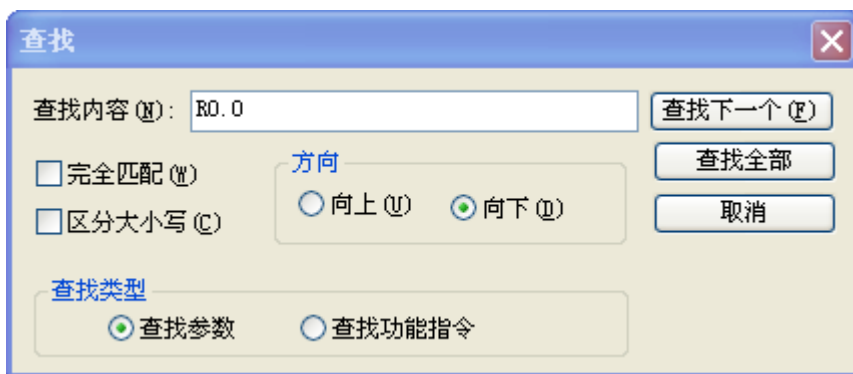 查找
查找内容(N): R0.0 查找下一个(F)
完全匹配(W) 方向 查找全部
区分大小写(C) 向上(U) 向下(D) 取消
查找类型
查找参数 查找功能指令